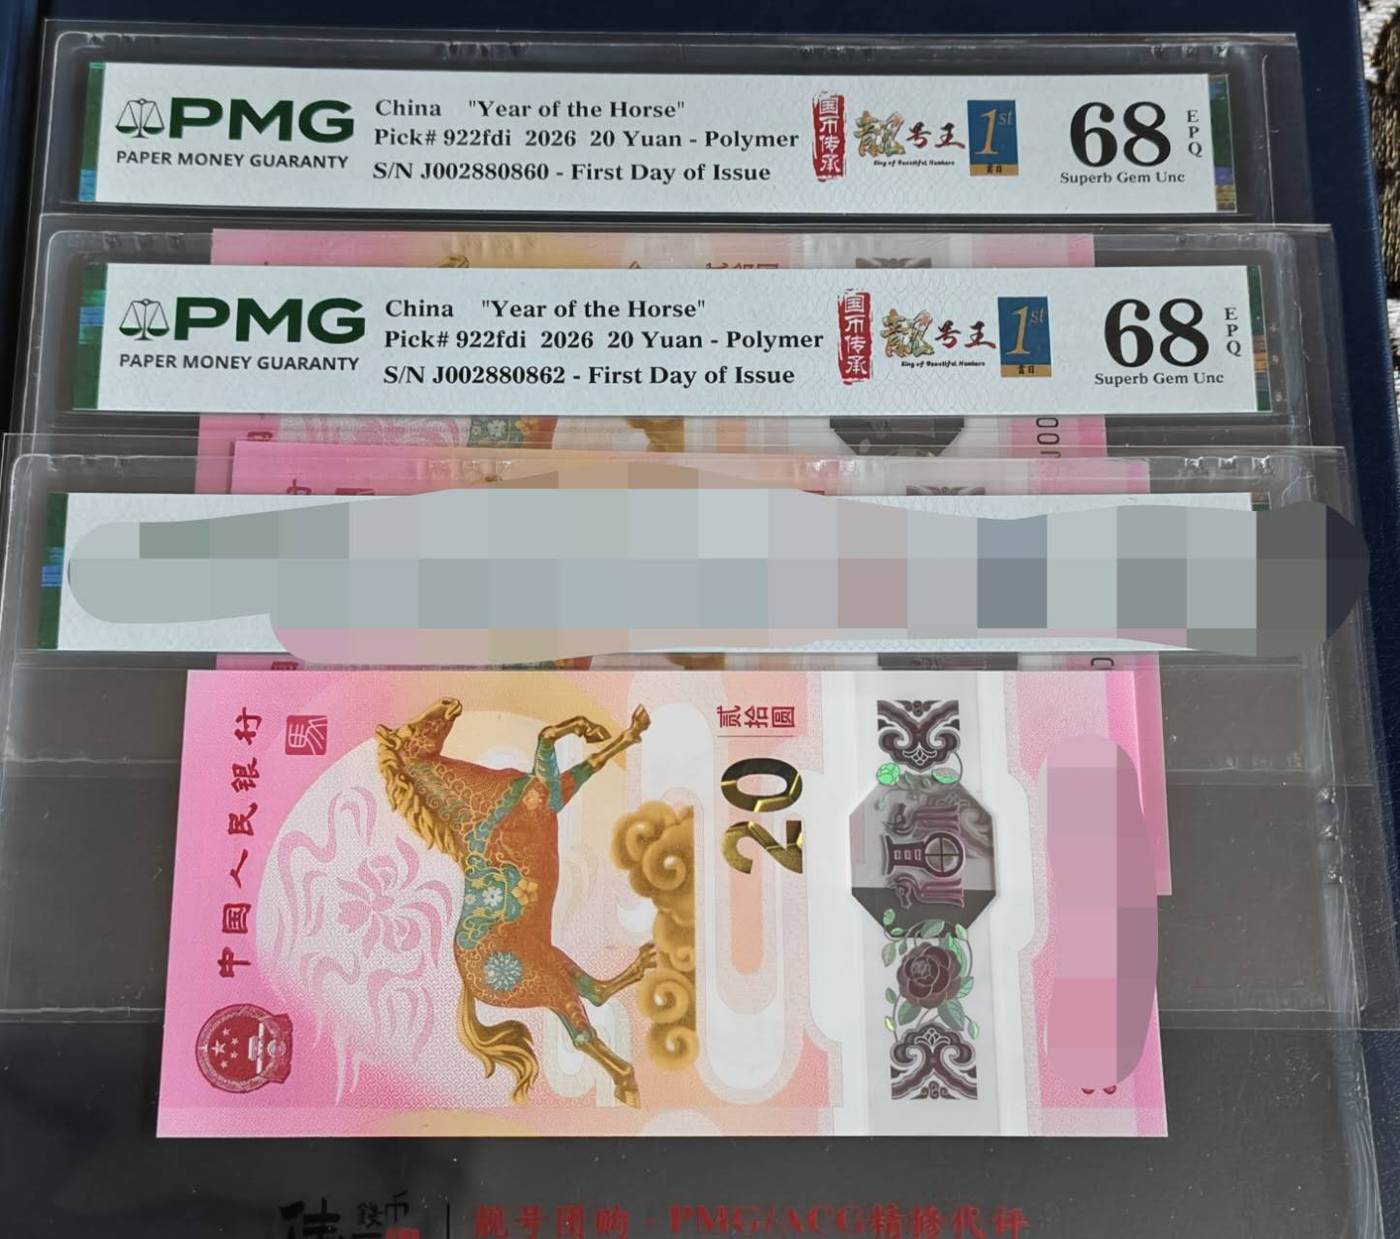 PMG
PAPER MONEY GUARANTY
China "Year of the Horse"
Pick# 922fdi 2026 20 Yuan - Polymer
S/N J002880860 - First Day of Issue
国币传承
靓号王
King of Beautiful Numbers
1st
首日
68
EPQ
Superb Gem Unc
PMG
PAPER MONEY GUARANTY
China "Year of the Horse"
Pick# 922fdi 2026 20 Yuan - Polymer
S/N J002880862 - First Day of Issue
国币传承
靓号王
King of Beautiful Numbers
1st
首日
68
EPQ
Superb Gem Unc
J00
中国人民银行
馬
贰拾圆
20
靓号团购 - PMG/ACG精修代评